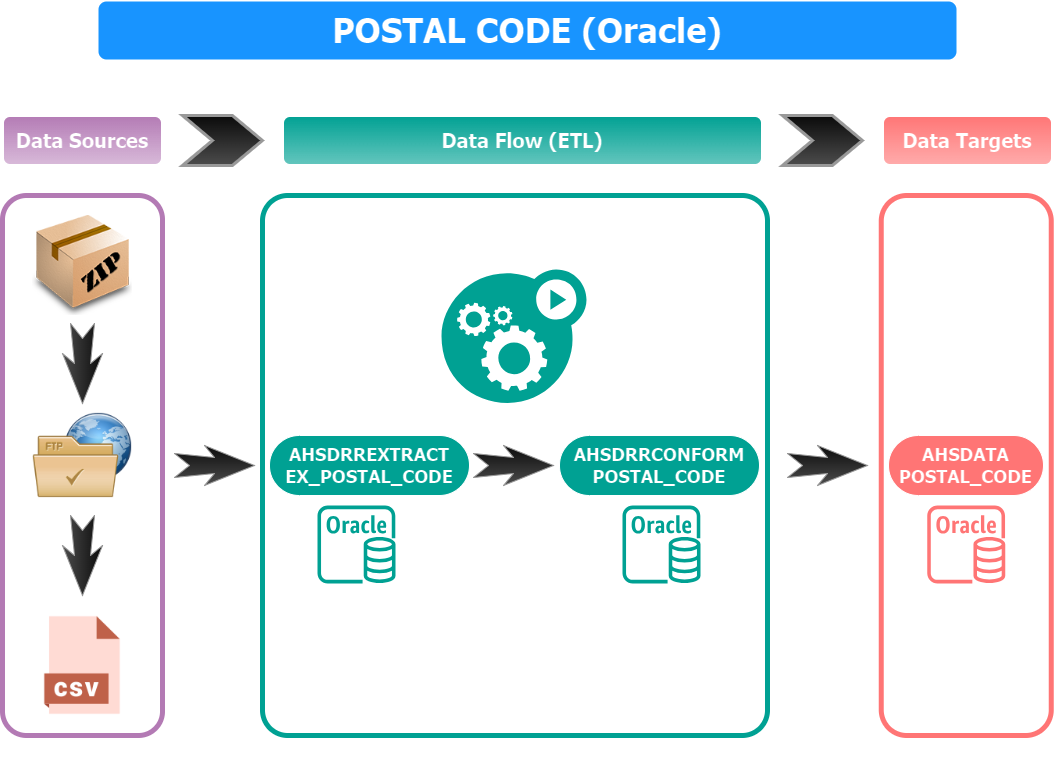 POSTAL CODE (Oracle)
Data Sources
Data Flow (ETL)
Data Targets
ZIP
FTP
CSV
AHSDRREXTRACT
EX_POSTAL_CODE
Oracle
AHSDRRCONFORM
POSTAL_CODE
Oracle
AHSDATA
POSTAL_CODE
Oracle